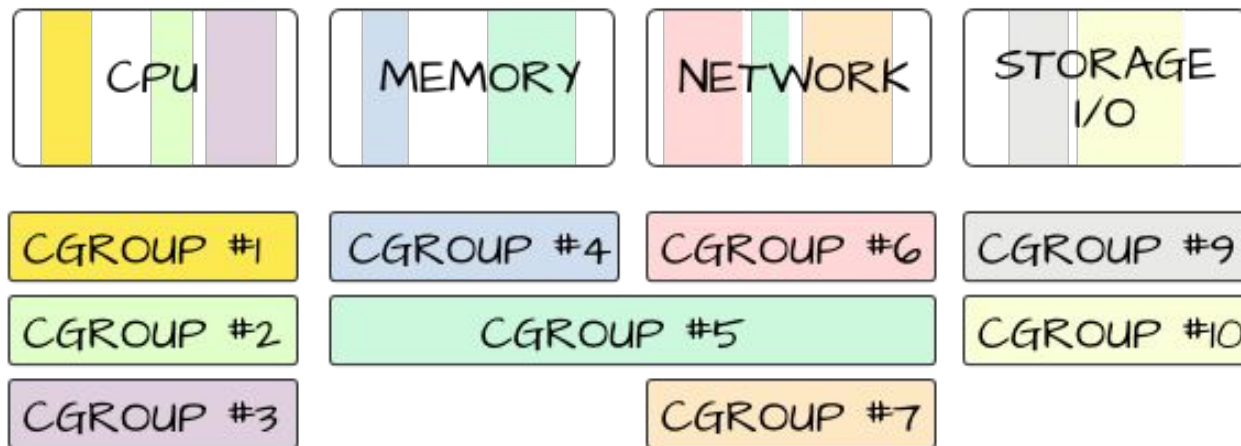 CPU
MEMORY
NETWORK
STORAGE
I/O
CGROUP #1
CGROUP #4
CGROUP #6
CGROUP #9
CGROUP #2
CGROUP #5
CGROUP #10
CGROUP #3
CGROUP #7